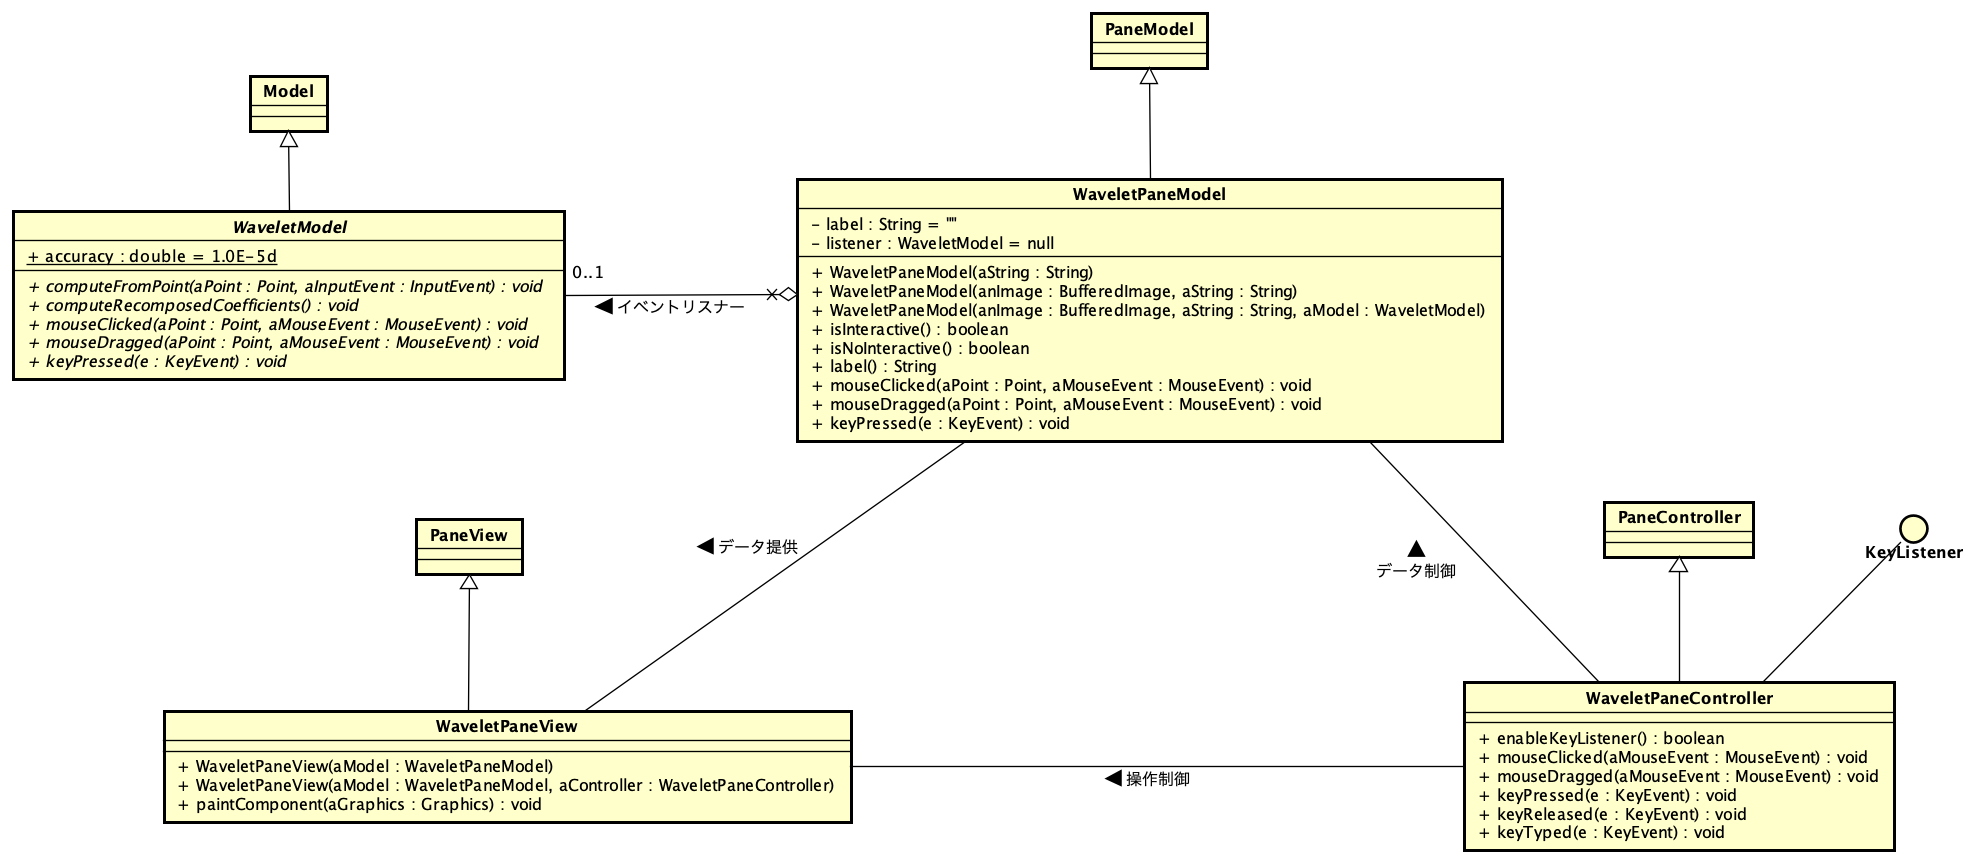 PaneModel
Model
WaveletModel
+ accuracy : double = 1.0E-5d
+ computeFromPoint(aPoint : Point, aInputEvent : InputEvent) : void
+ computeRecomposedCoefficients() : void
+ mouseClicked(aPoint : Point, aMouseEvent : MouseEvent) : void
+ mouseDragged(aPoint : Point, aMouseEvent : MouseEvent) : void
+ keyPressed(e : KeyEvent) : void
0..1
◀ イベントリスナー
WaveletPaneModel
- label : String = ""
- listener : WaveletModel = null
+ WaveletPaneModel(aString : String)
+ WaveletPaneModel(anImage : BufferedImage, aString : String)
+ WaveletPaneModel(anImage : BufferedImage, aString : String, aModel : WaveletModel)
+ isInteractive() : boolean
+ isNoInteractive() : boolean
+ label() : String
+ mouseClicked(aPoint : Point, aMouseEvent : MouseEvent) : void
+ mouseDragged(aPoint : Point, aMouseEvent : MouseEvent) : void
+ keyPressed(e : KeyEvent) : void
PaneView
◀ データ提供
▲
データ制御
PaneController
KeyListener
WaveletPaneView
+ WaveletPaneView(aModel : WaveletPaneModel)
+ WaveletPaneView(aModel : WaveletPaneModel, aController : WaveletPaneController)
+ paintComponent(aGraphics : Graphics) : void
◀ 操作制御
WaveletPaneController
+ enableKeyListener() : boolean
+ mouseClicked(aMouseEvent : MouseEvent) : void
+ mouseDragged(aMouseEvent : MouseEvent) : void
+ keyPressed(e : KeyEvent) : void
+ keyReleased(e : KeyEvent) : void
+ keyTyped(e : KeyEvent) : void